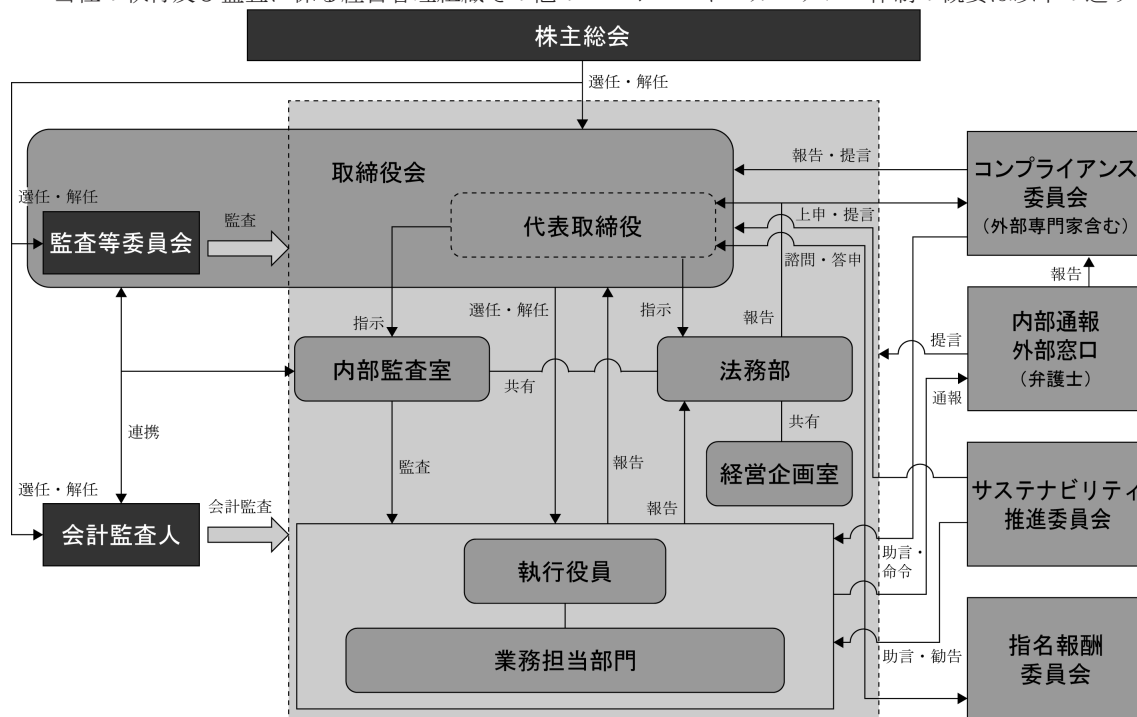 株主総会
選任・解任
取締役会
報告・提言
コンプライアンス
委員会
(外部専門家含む)
選任・解任
監査等委員会
監査
代表取締役
上申・提言
諮問・答申
報告
指示
選任・解任
指示
報告
内部通報
外部窓口
(弁護士)
提言
通報
内部監査室
共有
法務部
共有
連携
監査
報告
報告
経営企画室
サステナビリティ
推進委員会
選任・解任
会計監査人
会計監査
助言・
命令
執行役員
業務担当部門
助言・勧告
指名報酬
委員会